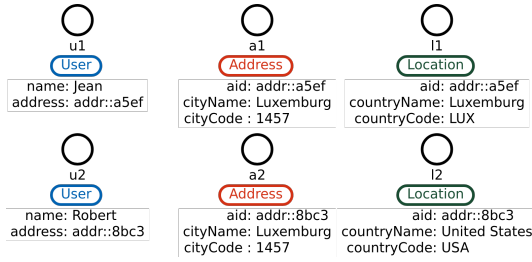 u1
User
name: Jean
address: addr::a5ef
a1
Address
aid: addr::a5ef
cityName: Luxemburg
cityCode : 1457
l1
Location
aid: addr::a5ef
countryName: Luxemburg
countryCode: LUX
u2
User
name: Robert
address: addr::8bc3
a2
Address
aid: addr::8bc3
cityName: Luxemburg
cityCode : 1457
l2
Location
aid: addr::8bc3
countryName: United States
countryCode: USA